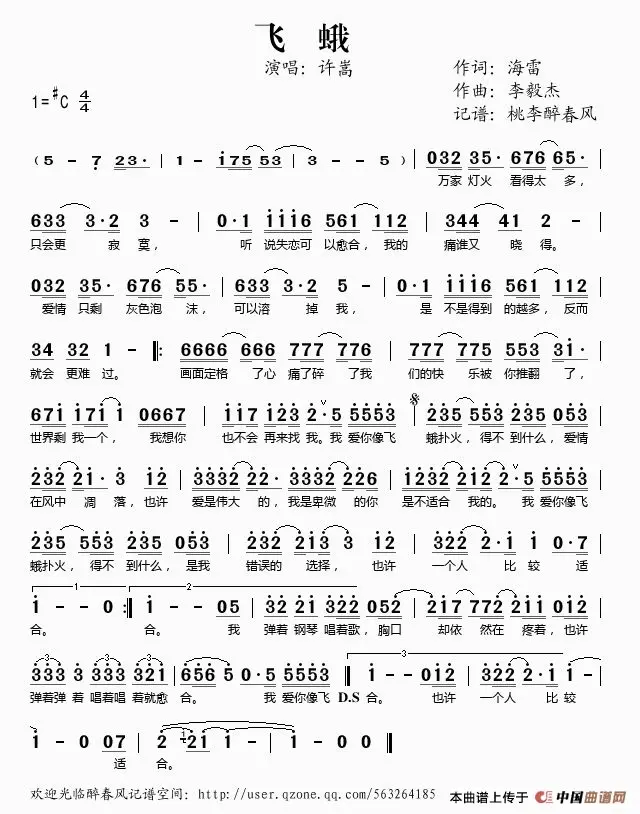 飞 蛾
演唱：许嵩
作词：海雷
1=#C 4/4
作曲：李毅杰
记谱：桃李醉春风
(5 - 7 23· | 1 - i75 53 | 3 - - 5) | 032 35· 676 65· |
万家 灯火 看得太 多，
633 3·2 3 - | 0·1 iii6 561 112 | 344 41 2 - |
只会更 寂 寞， 听 说失恋可 以愈合，我的 痛谁又 晓 得。
032 35· 676 55· | 633 3·2 5 - | 0·1 iii6 561 112 |
爱情 只剩 灰色泡 沫， 可以溶 掉 我， 是 不是得到 的越多，反而
34 32 1 - ‖: 6666 666 777 776 | 775 553 3i· |
就会 更难 过。 画面定格 了心 痛了碎 了我 们的快 乐被 你推翻 了，
67i i7i i 0667 | ii7 i23 2·5 5553 | 235 553 235 053 |
世界剩 我一个， 我想你 也不会 再来找 我。我 爱你像飞 蛾扑火，得不 到什么，爱情
232 2i· 3 i2 | 3332 22· 3332 226 | 232 2i2 2·5 5553 |
在风中 凋 落，也许 爱是伟大 的，我是卑微 的你 是不适合 我的。 我 爱你像飞
235 553 235 053 | 232 2i3 3 i2 | 322 2·i i 07 |
蛾扑火， 得不 到什么，是我 错误的 选择， 也许 一个人 比 较 适
1 2
i - 0 0 :‖ i - - 05 | 32 2i 322 052 | 2i7 772 2i 0i2 |
合。 合。 我 弹着 钢琴 唱着歌，胸口 却依 然在 疼着，也许
3 3 3 3 3
333 333 333 32i | 6656 5 0·5 5553 ‖ i - - 0i2 | 322 2·i |
弹着弹 着 唱着唱 着就愈 合。 我 爱你像飞 D.S 合。 也许 一个人 比较
i 0 0 07 | 2 - 2i i | i - 0 0 ‖
适 合。
欢迎光临醉春风记谱空间：http://user.qzone.qq.com/563264185
本曲谱上传于 中国曲谱网